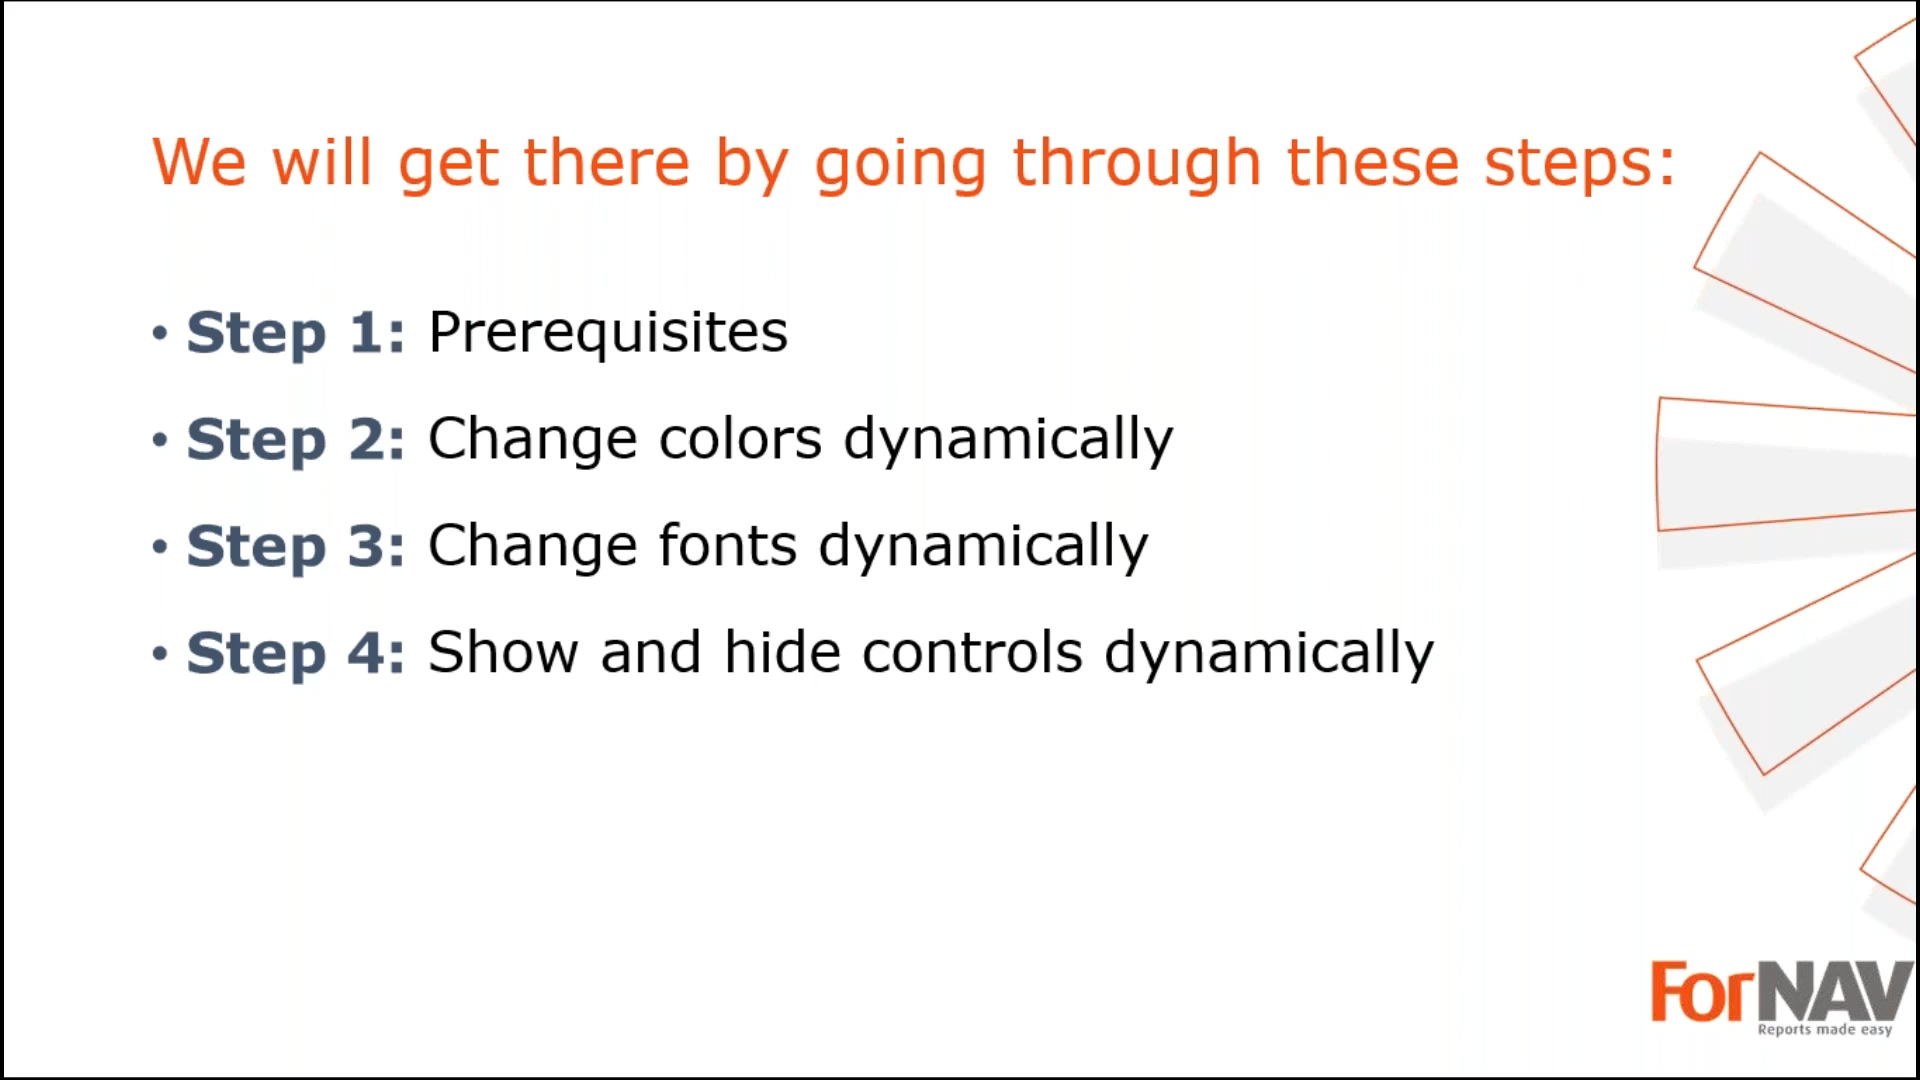 We will get there by going through these steps:
• Step 1: Prerequisites
• Step 2: Change colors dynamically
• Step 3: Change fonts dynamically
• Step 4: Show and hide controls dynamically
ForNAV
Reports made easy